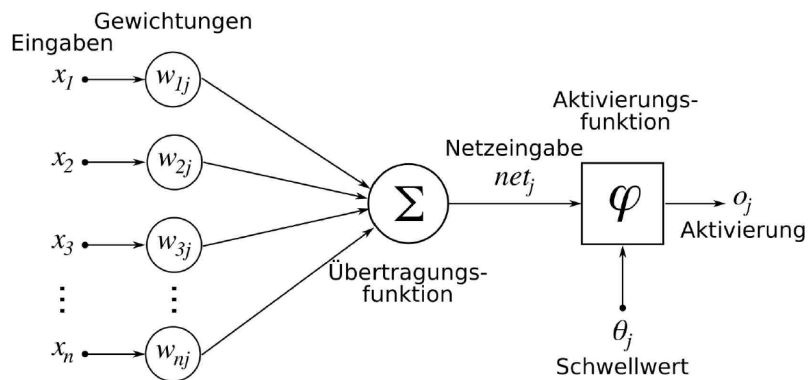 Eingaben
Gewichtungen
x₁
w₁ⱼ
x₂
w₂ⱼ
x₃
w₃ⱼ
⋮
⋮
xₙ
wₙⱼ
Σ
Übertragungs-
funktion
Netzeingabe
netⱼ
Aktivierungs-
funktion
φ
oⱼ
Aktivierung
θⱼ
Schwellwert